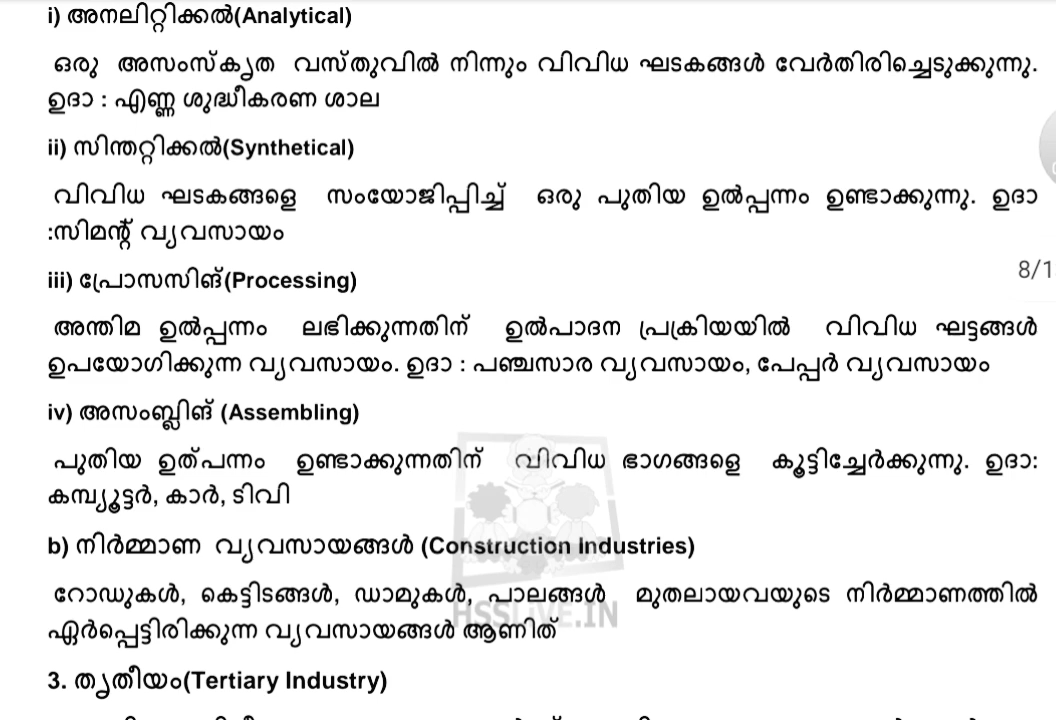 i) അനലിറ്റിക്കൽ(Analytical)
ഒരു അസംസ്കൃത വസ്തുവിൽ നിന്നും വിവിധ ഘടകങ്ങൾ വേർതിരിച്ചെടുക്കുന്നു.
ഉദാ : എണ്ണ ശുദ്ധീകരണ ശാല
ii) സിന്തറ്റിക്കൽ(Synthetical)
വിവിധ ഘടകങ്ങളെ സംയോജിപ്പിച്ച് ഒരു പുതിയ ഉൽപ്പന്നം ഉണ്ടാക്കുന്നു. ഉദാ
:സിമന്റ് വ്യവസായം
8/1
iii) പ്രോസസിങ്(Processing)
അന്തിമ ഉൽപ്പന്നം ലഭിക്കുന്നതിന് ഉൽപാദന പ്രക്രിയയിൽ വിവിധ ഘട്ടങ്ങൾ
ഉപയോഗിക്കുന്ന വ്യവസായം. ഉദാ : പഞ്ചസാര വ്യവസായം, പേപ്പർ വ്യവസായം
iv) അസംബ്ലിങ് (Assembling)
പുതിയ ഉത്പന്നം ഉണ്ടാക്കുന്നതിന് വിവിധ ഭാഗങ്ങളെ കൂട്ടിച്ചേർക്കുന്നു. ഉദാ:
കമ്പ്യൂട്ടർ, കാർ, ടിവി
b) നിർമ്മാണ വ്യവസായങ്ങൾ (Construction Industries)
റോഡുകൾ, കെട്ടിടങ്ങൾ, ഡാമുകൾ, പാലങ്ങൾ മുതലായവയുടെ നിർമ്മാണത്തിൽ
HSSLIVE.IN
ഏർപ്പെട്ടിരിക്കുന്ന വ്യവസായങ്ങൾ ആണിത്
3. തൃതീയം(Tertiary Industry)